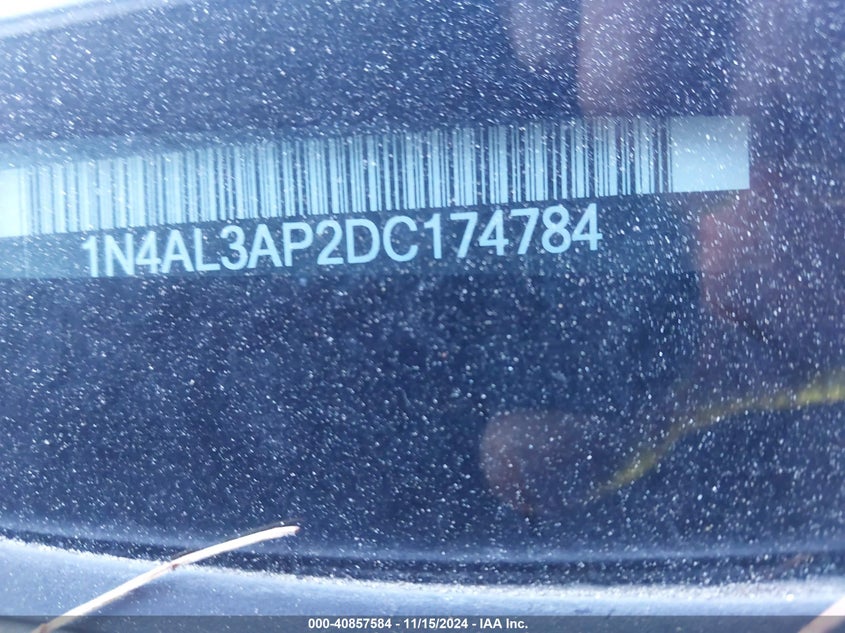 1N4AL3AP2DC174784
000-40857584 - 11/15/2024 - IAA Inc.